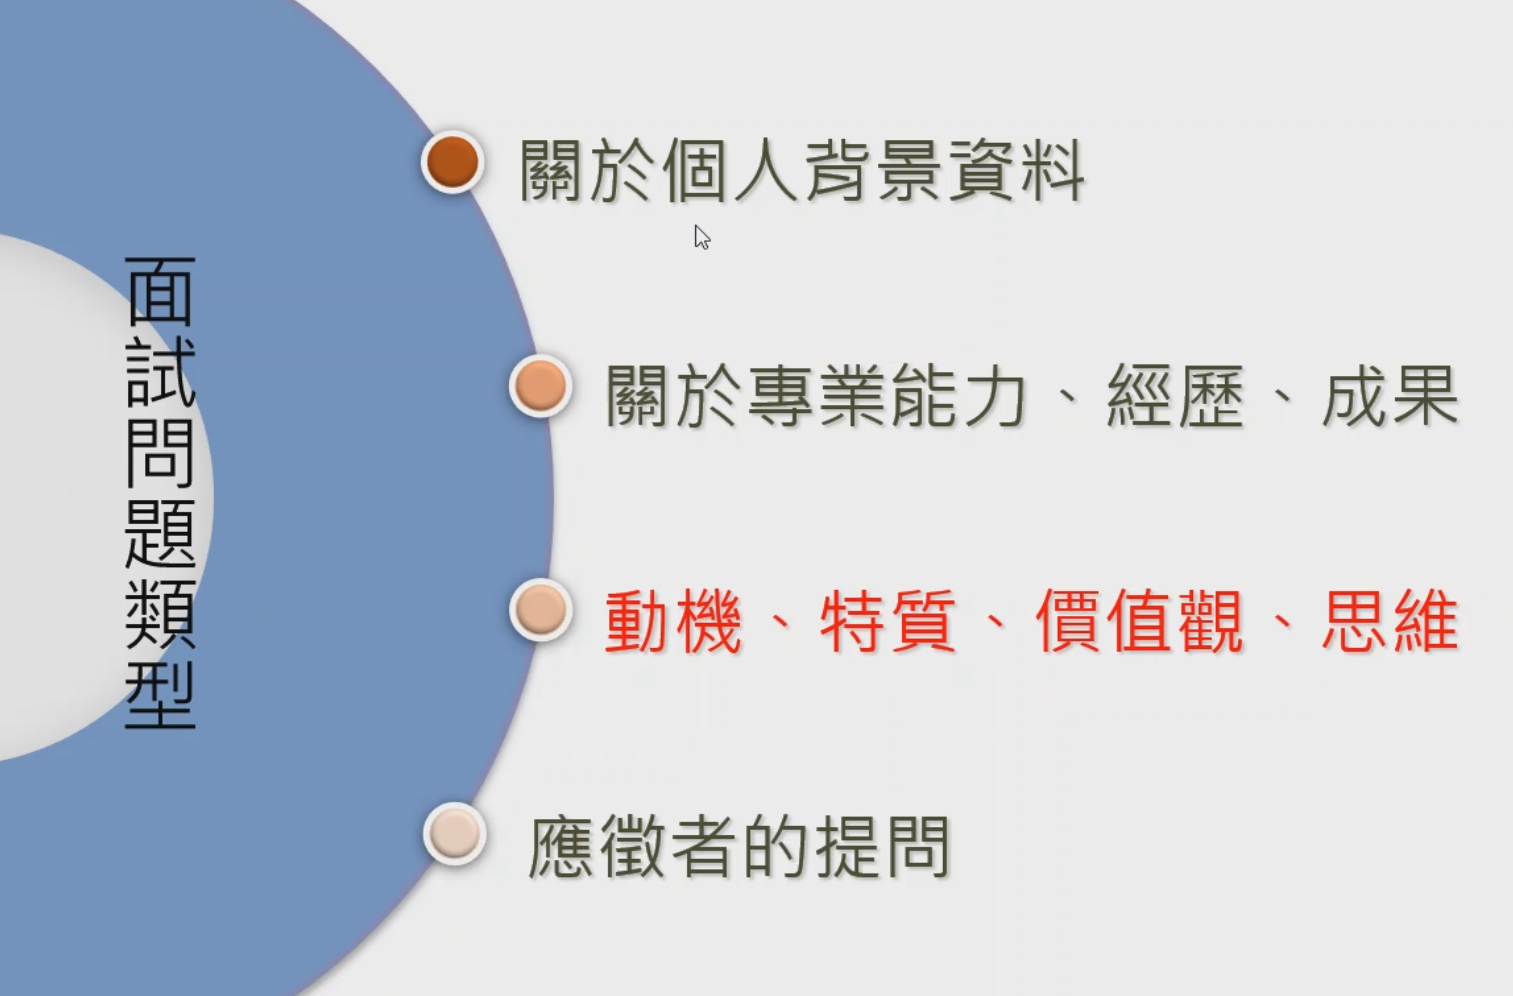 面試問題類型
關於個人背景資料
關於專業能力、經歷、成果
動機、特質、價值觀、思維
應徵者的提問